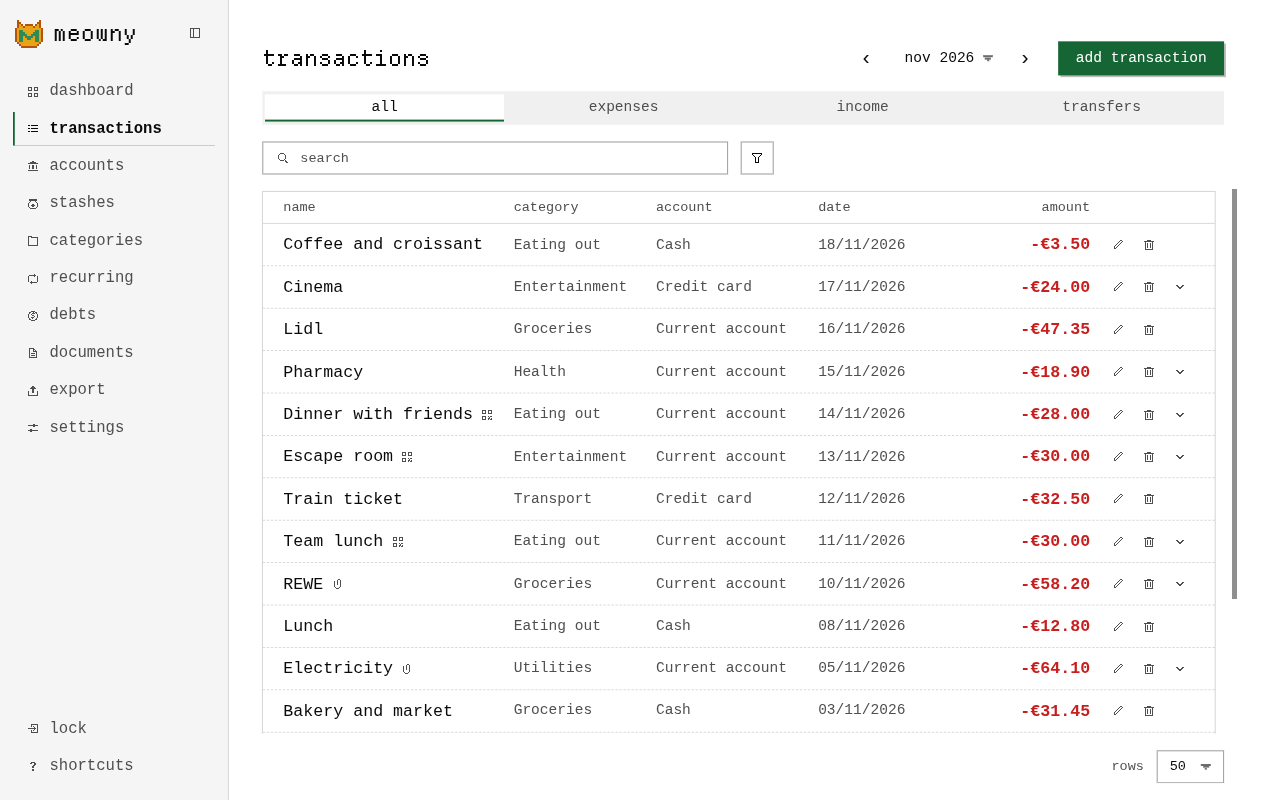 meowny
dashboard
transactions
accounts
stashes
categories
recurring
debts
documents
export
settings
lock
? shortcuts
transactions
‹ nov 2026 ›
add transaction
all expenses income transfers
search
name category account date amount
Coffee and croissant Eating out Cash 18/11/2026 -€3.50
Cinema Entertainment Credit card 17/11/2026 -€24.00
Lidl Groceries Current account 16/11/2026 -€47.35
Pharmacy Health Current account 15/11/2026 -€18.90
Dinner with friends Eating out Current account 14/11/2026 -€28.00
Escape room Entertainment Current account 13/11/2026 -€30.00
Train ticket Transport Credit card 12/11/2026 -€32.50
Team lunch Eating out Current account 11/11/2026 -€30.00
REWE Groceries Current account 10/11/2026 -€58.20
Lunch Eating out Cash 08/11/2026 -€12.80
Electricity Utilities Current account 05/11/2026 -€64.10
Bakery and market Groceries Cash 03/11/2026 -€31.45
rows 50